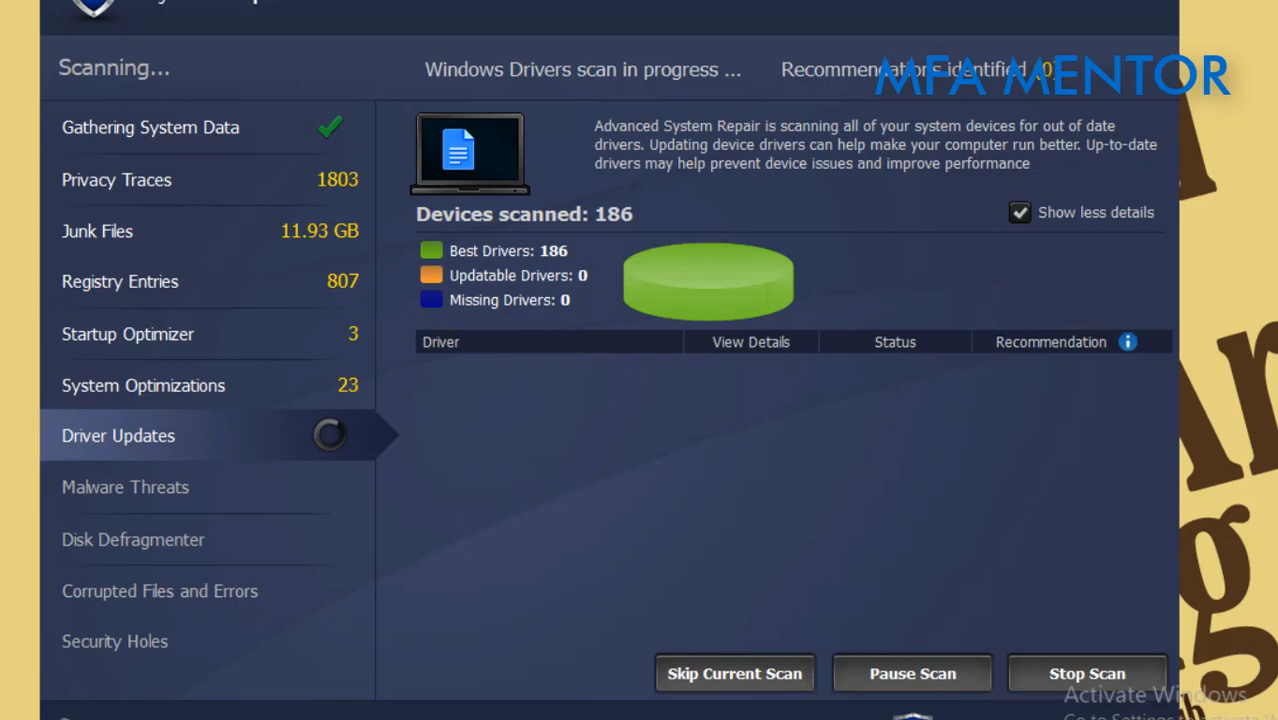 Scanning...
Windows Drivers scan in progress ...
Recommendations identified (0)
MFA MENTOR
Gathering System Data
Privacy Traces 1803
Junk Files 11.93 GB
Registry Entries 807
Startup Optimizer 3
System Optimizations 23
Driver Updates
Malware Threats
Disk Defragmenter
Corrupted Files and Errors
Security Holes
Advanced System Repair is scanning all of your system devices for out of date
drivers. Updating device drivers can help make your computer run better. Up-to-date
drivers may help prevent device issues and improve performance
Devices scanned: 186
Show less details
Best Drivers: 186
Updatable Drivers: 0
Missing Drivers: 0
Driver View Details Status Recommendation
Skip Current Scan Pause Scan Stop Scan
Activate Windows